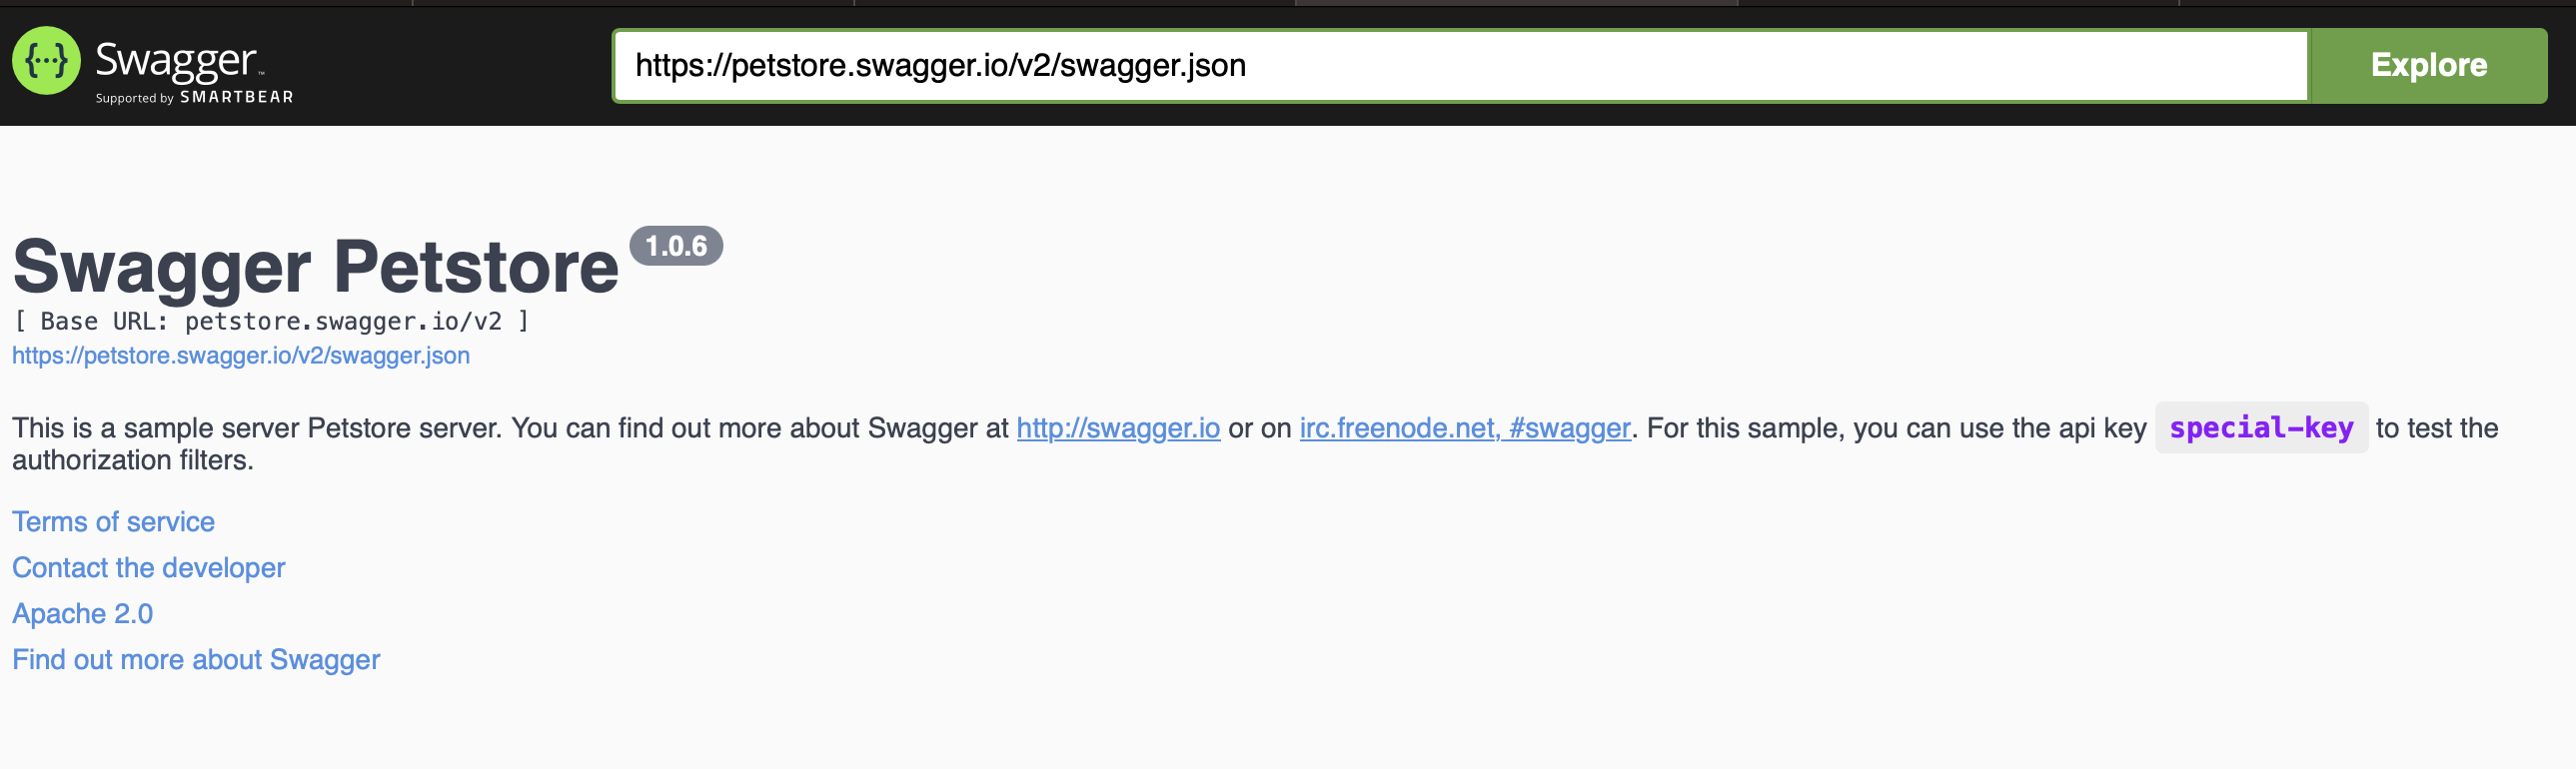 Swagger™
Supported by SMARTBEAR
https://petstore.swagger.io/v2/swagger.json
Explore
Swagger Petstore 1.0.6
[ Base URL: petstore.swagger.io/v2 ]
https://petstore.swagger.io/v2/swagger.json
This is a sample server Petstore server. You can find out more about Swagger at http://swagger.io or on irc.freenode.net, #swagger. For this sample, you can use the api key special-key to test the
authorization filters.
Terms of service
Contact the developer
Apache 2.0
Find out more about Swagger